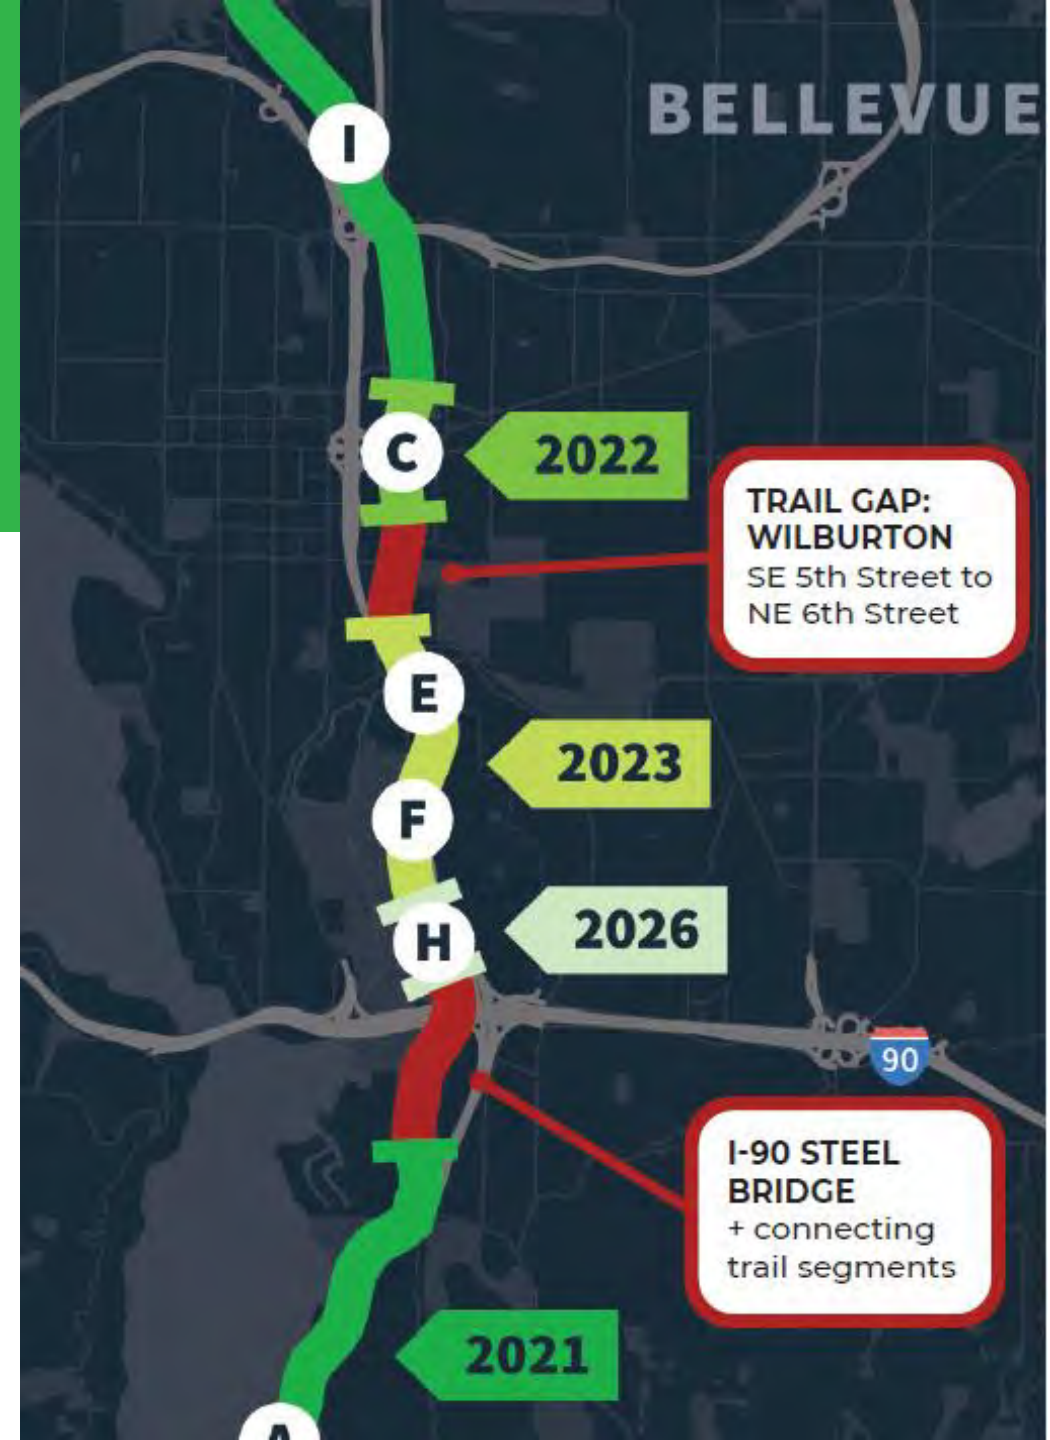 BELLEVUE
I
C
2022
TRAIL GAP:
WILBURTON
SE 5th Street to
NE 6th Street
E
2023
F
H
2026
90
I-90 STEEL
BRIDGE
+ connecting
trail segments
2021
A